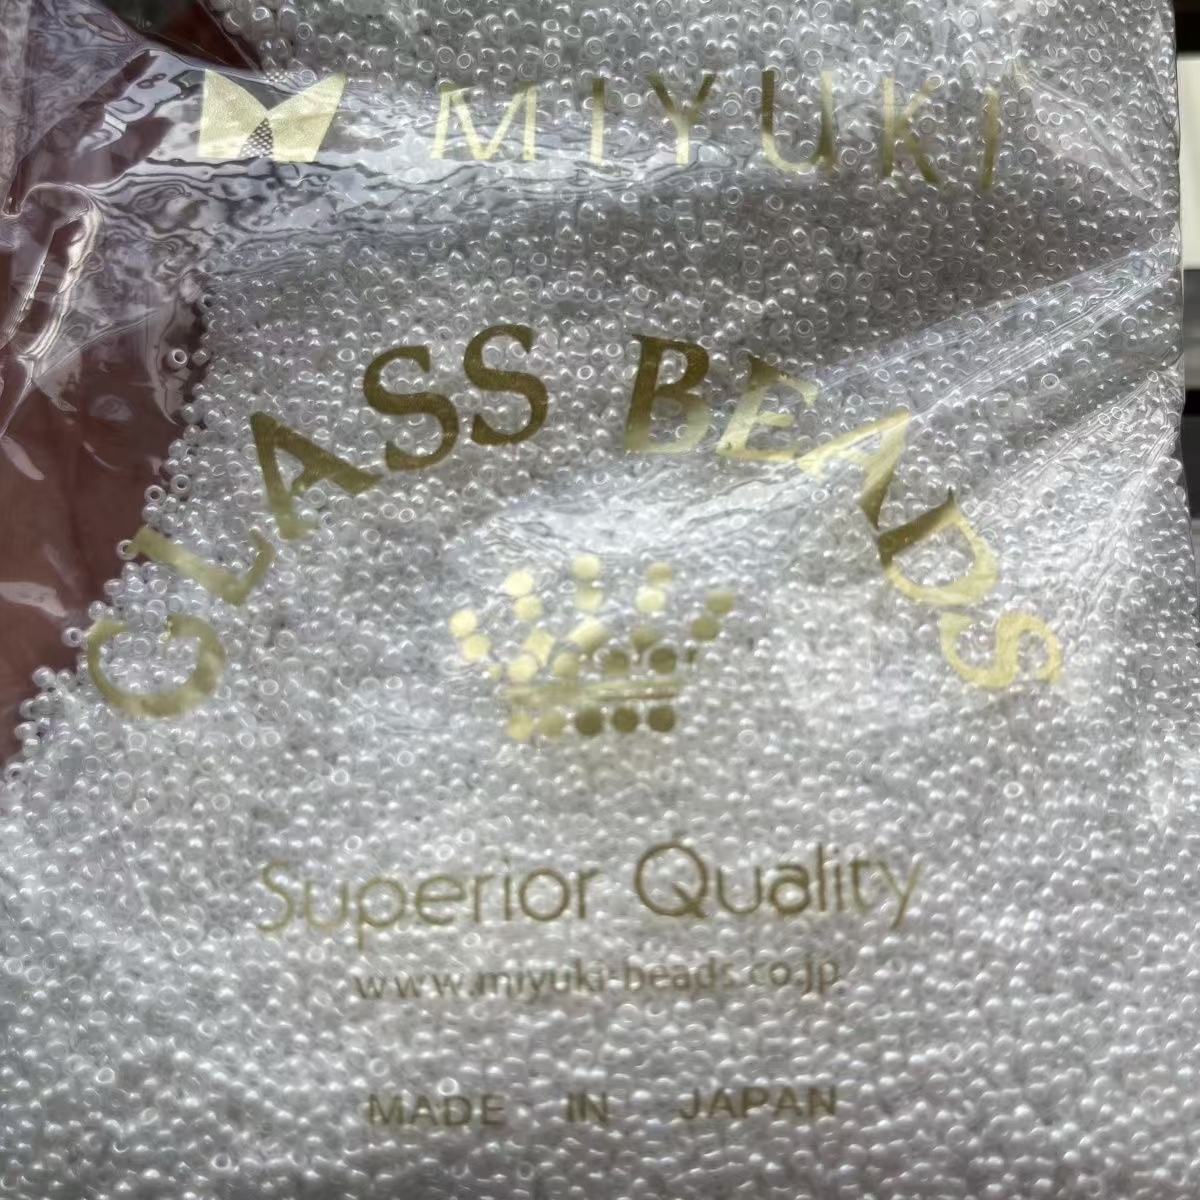 MIYUKI
GLASS BEADS
Superior Quality
www.miyuki-beads.co.jp
MADE IN JAPAN